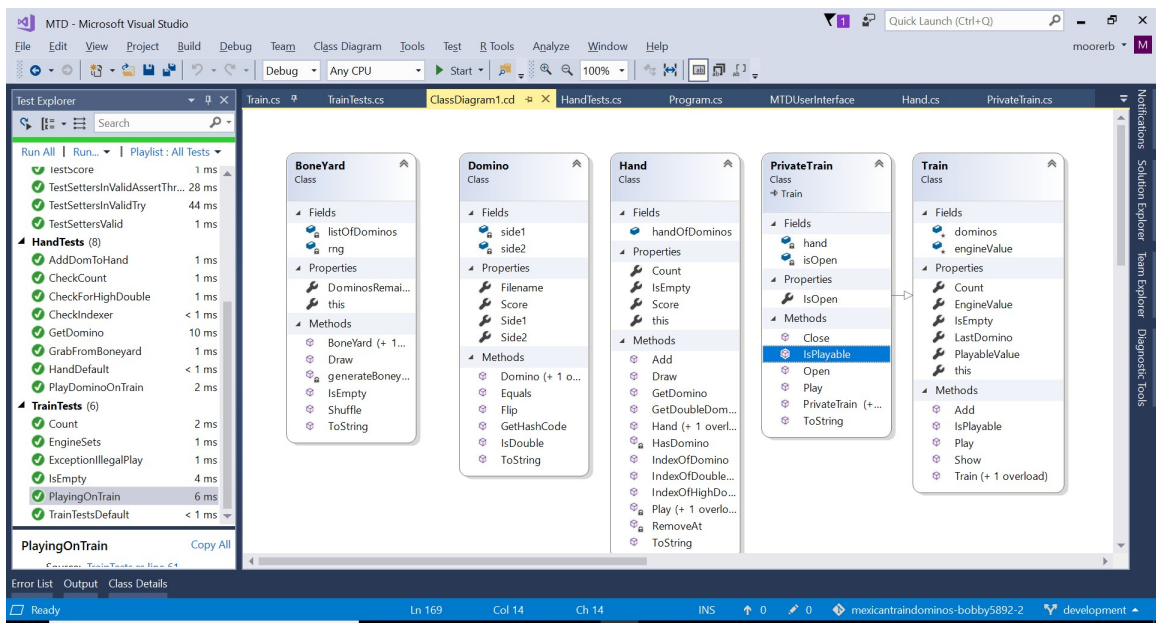 MTD - Microsoft Visual Studio
1
Quick Launch (Ctrl+Q)
File Edit View Project Build Debug Team Class Diagram Tools Test R Tools Analyze Window Help
moorerb M
Debug Any CPU Start 100%
Test Explorer
Train.cs TrainTests.cs ClassDiagram1.cd HandTests.cs Program.cs MTDUserInterface Hand.cs PrivateTrain.cs
Search
Run All | Run... | Playlist : All Tests
TestScore 1 ms
TestSettersInValidAssertThr... 28 ms
TestSettersInValidTry 44 ms
TestSettersValid 1 ms
HandTests (8)
AddDomToHand 1 ms
CheckCount 1 ms
CheckForHighDouble 1 ms
CheckIndexer < 1 ms
GetDomino 10 ms
GrabFromBoneyard 1 ms
HandDefault < 1 ms
PlayDominoOnTrain 2 ms
TrainTests (6)
Count 2 ms
EngineSets 1 ms
ExceptionIllegalPlay 1 ms
IsEmpty 4 ms
PlayingOnTrain 6 ms
TrainTestsDefault < 1 ms
PlayingOnTrain Copy All
Source: TrainTests.cs line 61
BoneYard
Class
Fields
listOfDominos
rng
Properties
DominosRemai...
this
Methods
BoneYard (+ 1...
Draw
generateBoney...
IsEmpty
Shuffle
ToString
Domino
Class
Fields
side1
side2
Properties
Filename
Score
Side1
Side2
Methods
Domino (+ 1 o...
Equals
Flip
GetHashCode
IsDouble
ToString
Hand
Class
Fields
handOfDominos
Properties
Count
IsEmpty
Score
this
Methods
Add
Draw
GetDomino
GetDoubleDom...
Hand (+ 1 overl...
HasDomino
IndexOfDomino
IndexOfDouble...
IndexOfHighDo...
Play (+ 1 overlo...
RemoveAt
ToString
PrivateTrain
Class
Train
Fields
hand
isOpen
Properties
IsOpen
Methods
Close
IsPlayable
Open
Play
PrivateTrain (+...
ToString
Train
Class
Fields
dominos
engineValue
Properties
Count
EngineValue
IsEmpty
LastDomino
PlayableValue
this
Methods
Add
IsPlayable
Play
Show
Train (+ 1 overload)
Notifications
Solution Explorer
Team Explorer
Diagnostic Tools
Error List Output Class Details
Ready Ln 169 Col 14 Ch 14 INS 0 0 mexicantraindominos-bobby5892-2 development